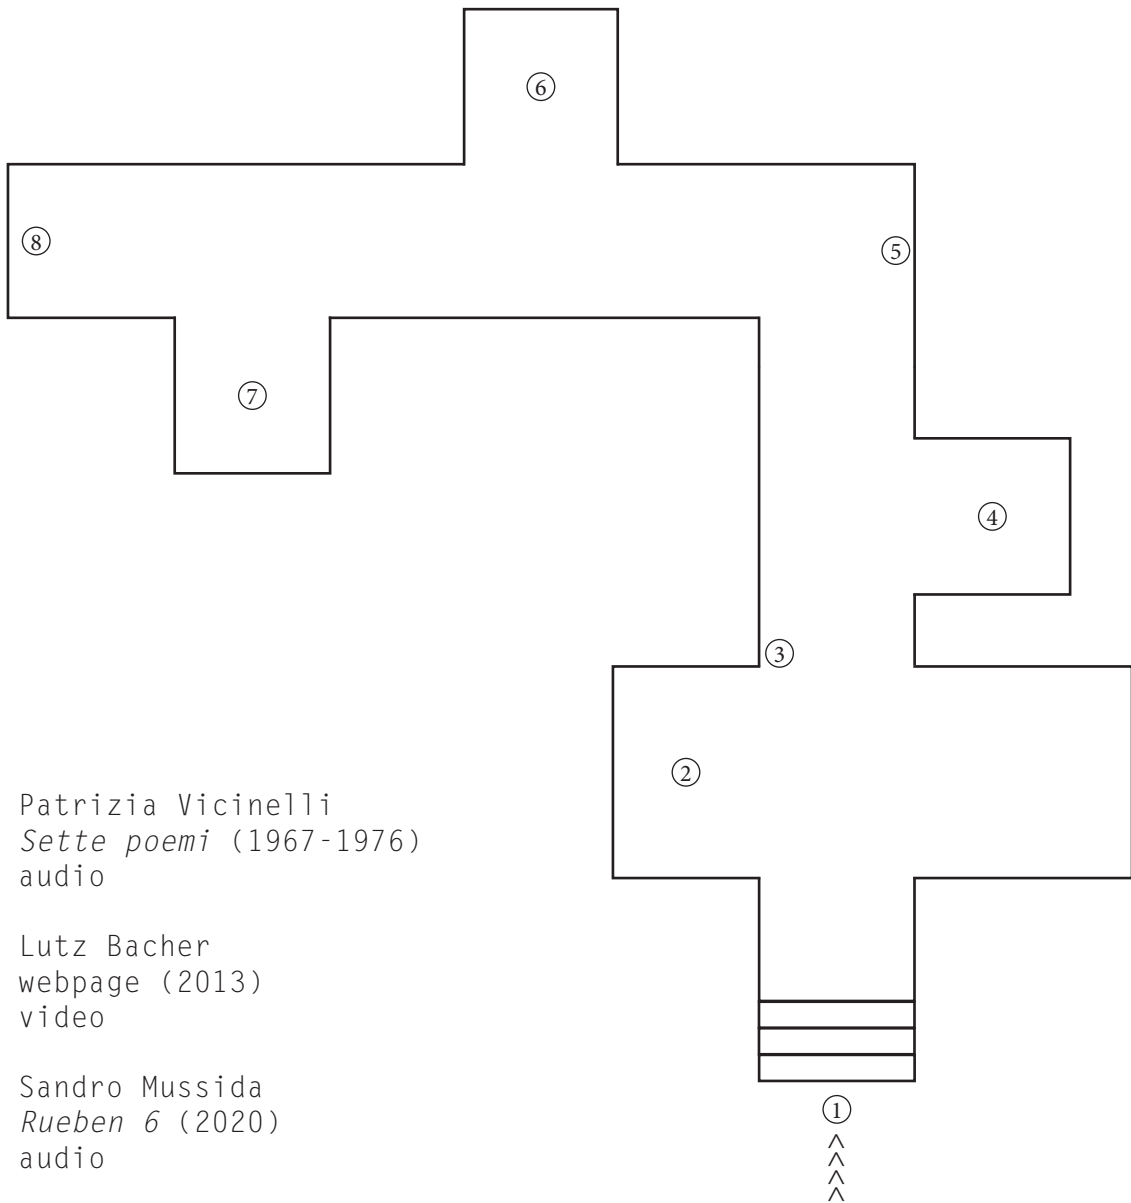 ⑥
⑧
⑤
⑦
④
③
②
Patrizia Vicinelli
Sette poemi (1967-1976)
audio
Lutz Bacher
webpage (2013)
video
Sandro Mussida
Rueben 6 (2020)
audio
①
^
^
^
^